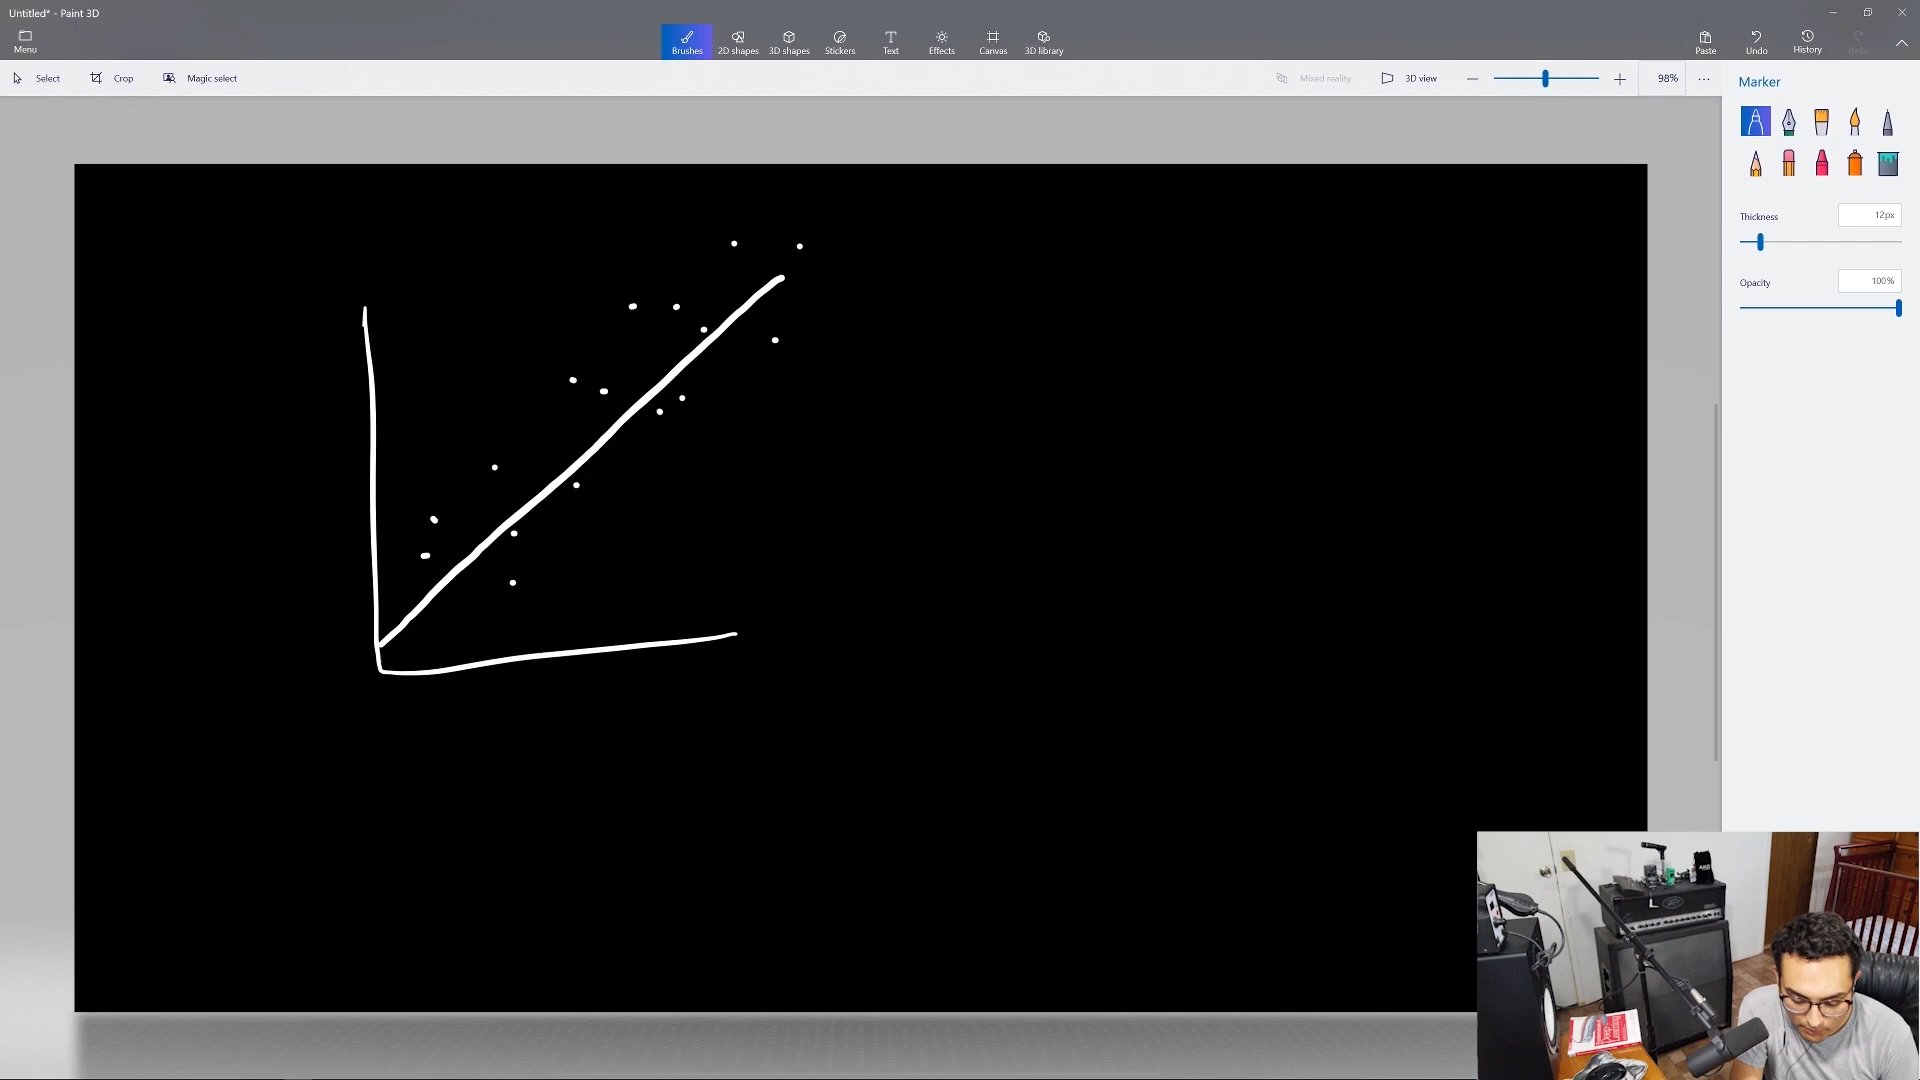 Untitled* - Paint 3D
Menu
Brushes
2D shapes
3D shapes
Stickers
Text
Effects
Canvas
3D library
Paste
Undo
History
Redo
Select
Crop
Magic select
Mixed reality
3D view
98%
Marker
Thickness
12px
Opacity
100%